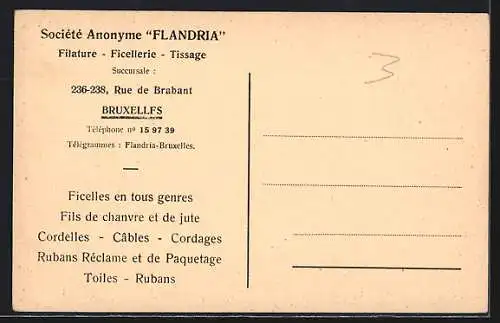 Société Anonyme "FLANDRIA"
Filature - Ficellerie - Tissage
Succursale :
236-238, Rue de Brabant
BRUXELLES
Téléphone nº 15 97 39
Télégrammes : Flandria-Bruxelles.
Ficelles en tous genres
Fils de chanvre et de jute
Cordelles - Câbles - Cordages
Rubans Réclame et de Paquetage
Toiles - Rubans
3